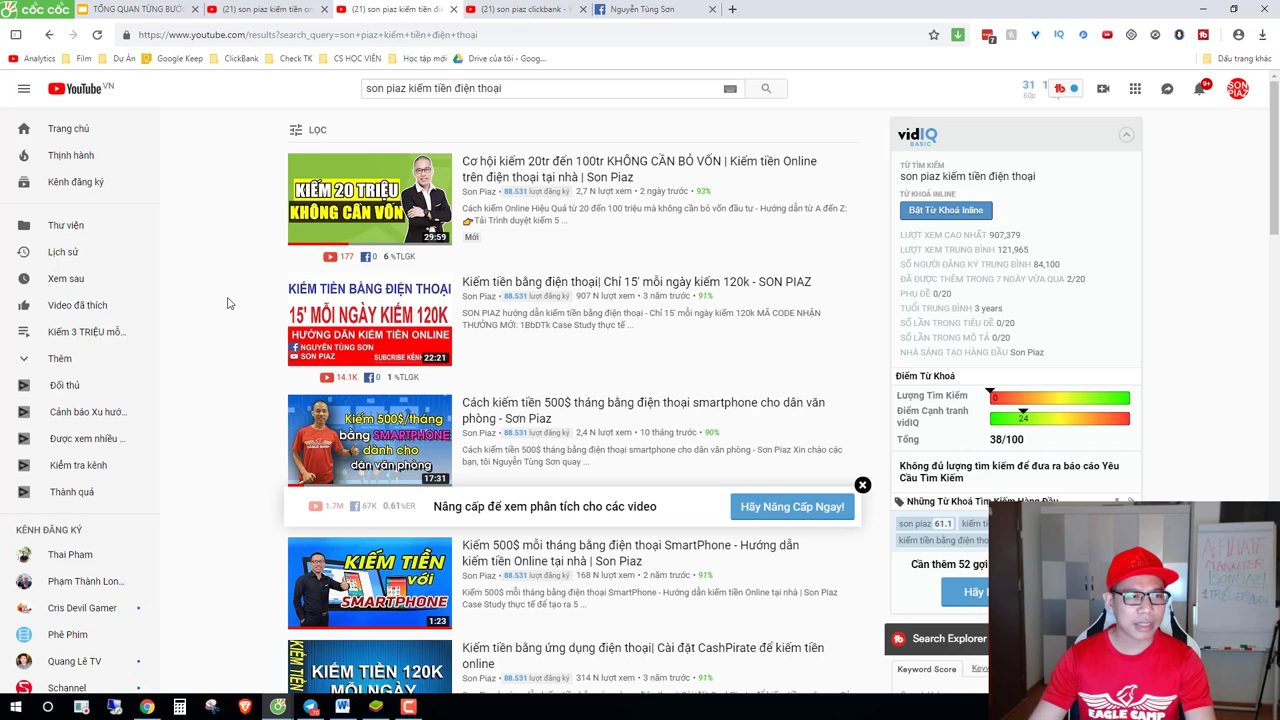 CỐC CỐC
TỔNG QUAN TỪNG BƯỚ
(21) son piaz kiếm tiền on
(21) son piaz kiếm tiền điệ
(21) son piaz clickbank -
Nguyễn Tùng Sơn
https://www.youtube.com/results?search_query=son+piaz+kiếm+tiền+điện+thoại
Analytics
Film
Dự Án
Google Keep
ClickBank
Check TK
CS HỌC VIÊN
Học tập mới
Drive của tôi - Goog...
Dấu trang khác
YouTube VN
son piaz kiếm tiền điện thoại
31
60p
9+
SON PIAZ
Trang chủ
Thịnh hành
Kênh đăng ký
Thư viện
Lịch sử
Xem sau
Video đã thích
Kiếm 3 TRIỆU mỗ...
Thêm
Đối thủ
Cảnh báo Xu hướ...
Được xem nhiều ...
Kiểm tra kênh
Thành quả
KÊNH ĐĂNG KÝ
Thai Pham
Phạm Thành Lon...
Cris Devil Gamer
Phê Phim
Quang Lê TV
Schannel
LỌC
KIẾM 20 TRIỆU
KHÔNG CẦN VỐN
29:59
Cơ hội kiếm 20tr đến 100tr KHÔNG CẦN BỎ VỐN | Kiếm tiền Online
trên điện thoại tại nhà | Son Piaz
Son Piaz • 88.531 lượt đăng ký • 2,7 N lượt xem • 2 ngày trước • 93%
Cách kiếm Online Hiệu Quả từ 20 đến 100 triệu mà không cần bỏ vốn đầu tư - Hướng dẫn từ A đến Z:
Tải Trình duyệt kiếm 5 ...
Mới
177 0 6 %TLGK
KIẾM TIỀN BẰNG ĐIỆN THOẠI
15' MỖI NGÀY KIẾM 120K
HƯỚNG DẪN KIẾM TIỀN ONLINE
NGUYỄN TÙNG SƠN
SON PIAZ
SUBCRIBE KÊNH
22:21
Kiếm tiền bằng điện thoại| Chỉ 15' mỗi ngày kiếm 120k - SON PIAZ
Son Piaz • 88.531 lượt đăng ký • 907 N lượt xem • 3 năm trước • 91%
SON PIAZ hướng dẫn kiếm tiền bằng điện thoại - Chỉ 15' mỗi ngày kiếm 120k MÃ CODE NHẬN
THƯỞNG MỚI: 1BbDTk Case Study thực tế ...
14.1K 0 1 %TLGK
Kiếm 500$/tháng
bằng SMARTPHONE
dành cho
dân văn phòng
17:31
Cách kiếm tiền 500$ tháng bằng điện thoại smartphone cho dân văn
phòng - Sơn Piaz
Son Piaz • 88.531 lượt đăng ký • 2,4 N lượt xem • 10 tháng trước • 90%
Cách kiếm tiền 500$ tháng bằng điện thoại smartphone cho dân văn phòng - Sơn Piaz Xin chào các
bạn, tôi Nguyễn Tùng Sơn quay ...
1.7M 67K 0.61%ER
Nâng cấp để xem phân tích cho các video
Hãy Nâng Cấp Ngay!
KIẾM TIỀN
VỚI
SMARTPHONE
1:23
Kiếm 500$ mỗi tháng bằng điện thoại SmartPhone - Hướng dẫn
kiếm tiền Online tại nhà | Son Piaz
Son Piaz • 88.531 lượt đăng ký • 168 N lượt xem • 2 năm trước • 91%
Kiếm 500$ mỗi tháng bằng điện thoại SmartPhone - Hướng dẫn kiếm tiền Online tại nhà | Son Piaz
Case Study thực tế để tạo ra 5 ...
KIẾM TIỀN 120K
MỖI NGÀY
Kiếm tiền bằng ứng dụng điện thoại| Cài đặt CashPirate để kiếm tiền
online
Son Piaz • 88.531 lượt đăng ký • 314 N lượt xem • 3 năm trước • 91%
vidIQ
BASIC
TỪ TÌM KIẾM
son piaz kiếm tiền điện thoại
TỪ KHOÁ INLINE
Bật Từ Khoá Inline
LƯỢT XEM CAO NHẤT 907,379
LƯỢT XEM TRUNG BÌNH 121,965
SỐ NGƯỜI ĐĂNG KÝ TRUNG BÌNH 84,100
ĐÃ ĐƯỢC THÊM TRONG 7 NGÀY VỪA QUA 2/20
PHỤ ĐỀ 0/20
TUỔI TRUNG BÌNH 3 years
SỐ LẦN TRONG TIÊU ĐỀ 0/20
SỐ LẦN TRONG MÔ TẢ 0/20
NHÀ SÁNG TẠO HÀNG ĐẦU Son Piaz
Điểm Từ Khoá
Lượng Tìm Kiếm
0
Điểm Cạnh tranh
vidIQ
24
Tổng
38/100
Không đủ lượng tìm kiếm để đưa ra báo cáo Yêu
Cầu Tìm Kiếm
Những Từ Khoá Tìm Kiếm Hàng Đầu
son piaz 61.1
kiếm ti
kiếm tiền bằng điện tho
Cần thêm 52 gợi
Hãy
Search Explorer
Keyword Score
Keyw
AFFILIATE
MARKETER
EAGLE CAMP